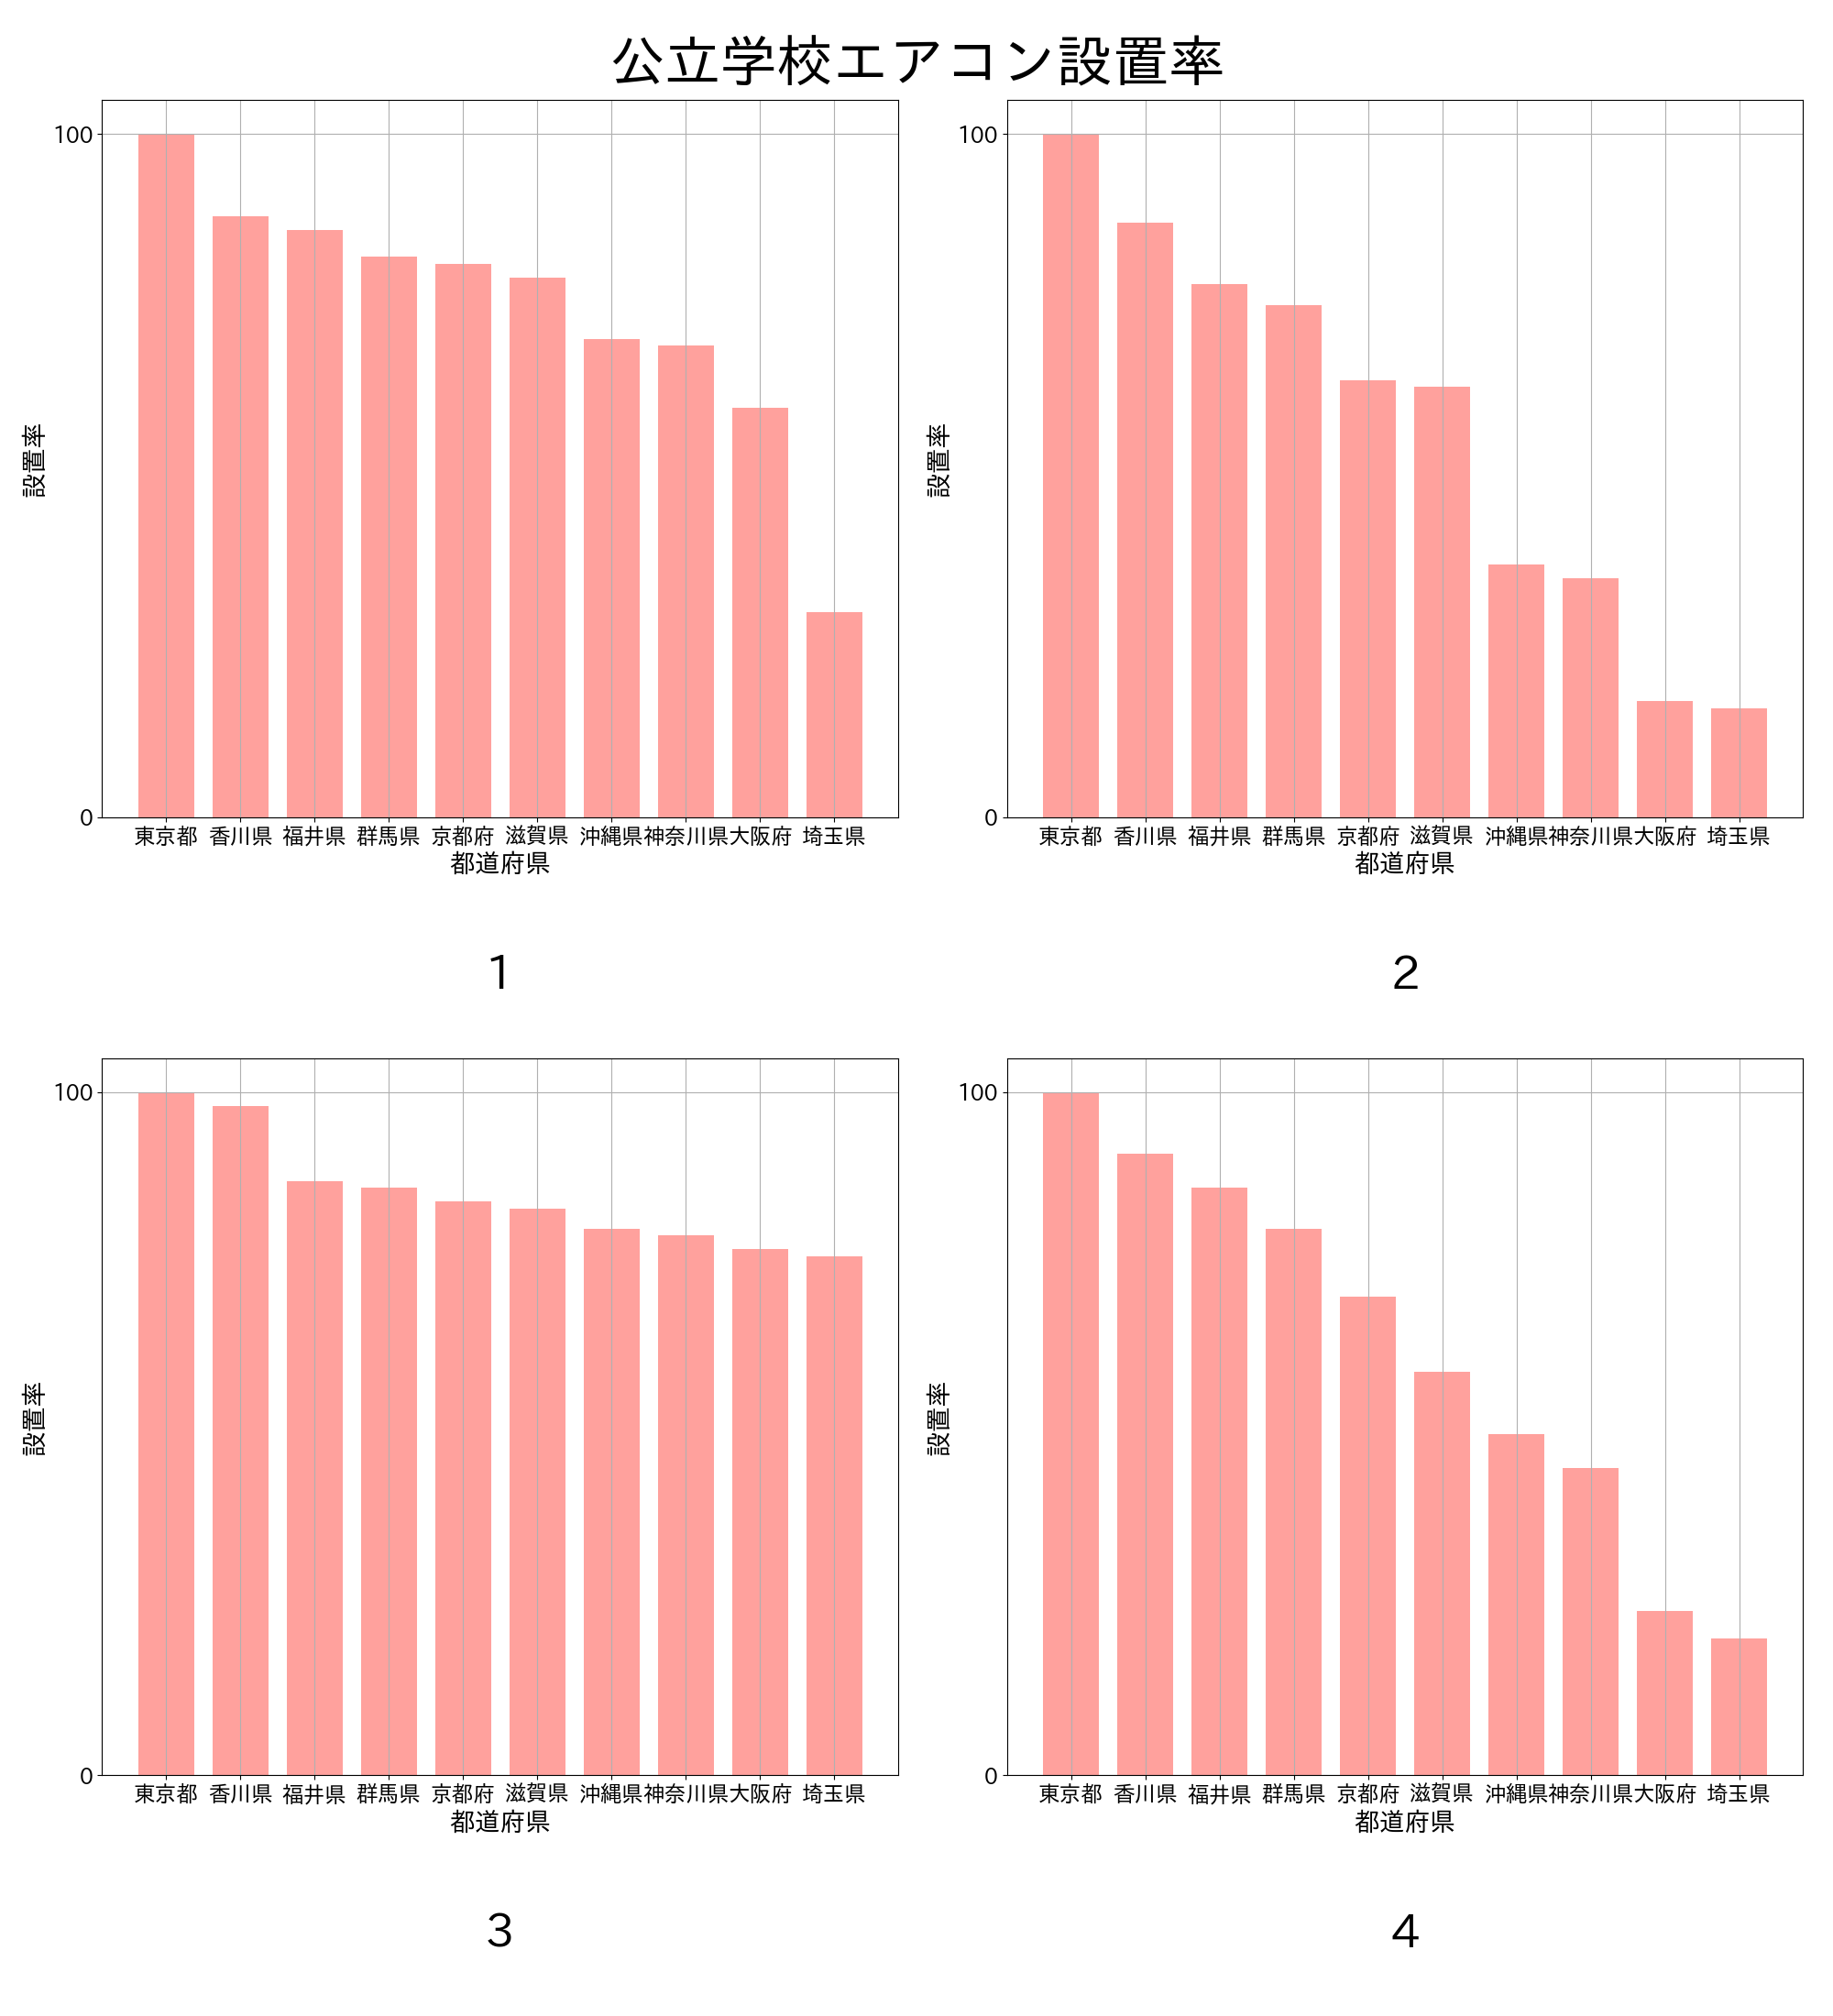 公立学校エアコン設置率
100
0
設置率
東京都 香川県 福井県 群馬県 京都府 滋賀県 沖縄県 神奈川県 大阪府 埼玉県
都道府県
1
100
0
設置率
東京都 香川県 福井県 群馬県 京都府 滋賀県 沖縄県 神奈川県 大阪府 埼玉県
都道府県
2
100
0
設置率
東京都 香川県 福井県 群馬県 京都府 滋賀県 沖縄県 神奈川県 大阪府 埼玉県
都道府県
3
100
0
設置率
東京都 香川県 福井県 群馬県 京都府 滋賀県 沖縄県 神奈川県 大阪府 埼玉県
都道府県
4